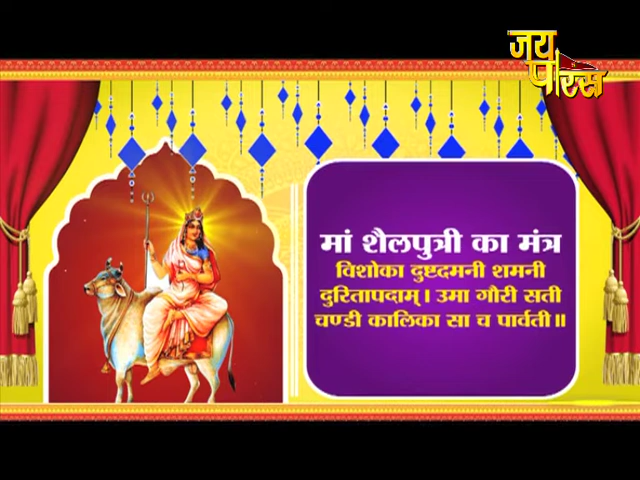 जय
पारस
मां शैलपुत्री का मंत्र
विशोका दुष्टदमनी शमनी
दुरितापदाम्। उमा गौरी सती
चण्डी कालिका सा च पार्वती॥